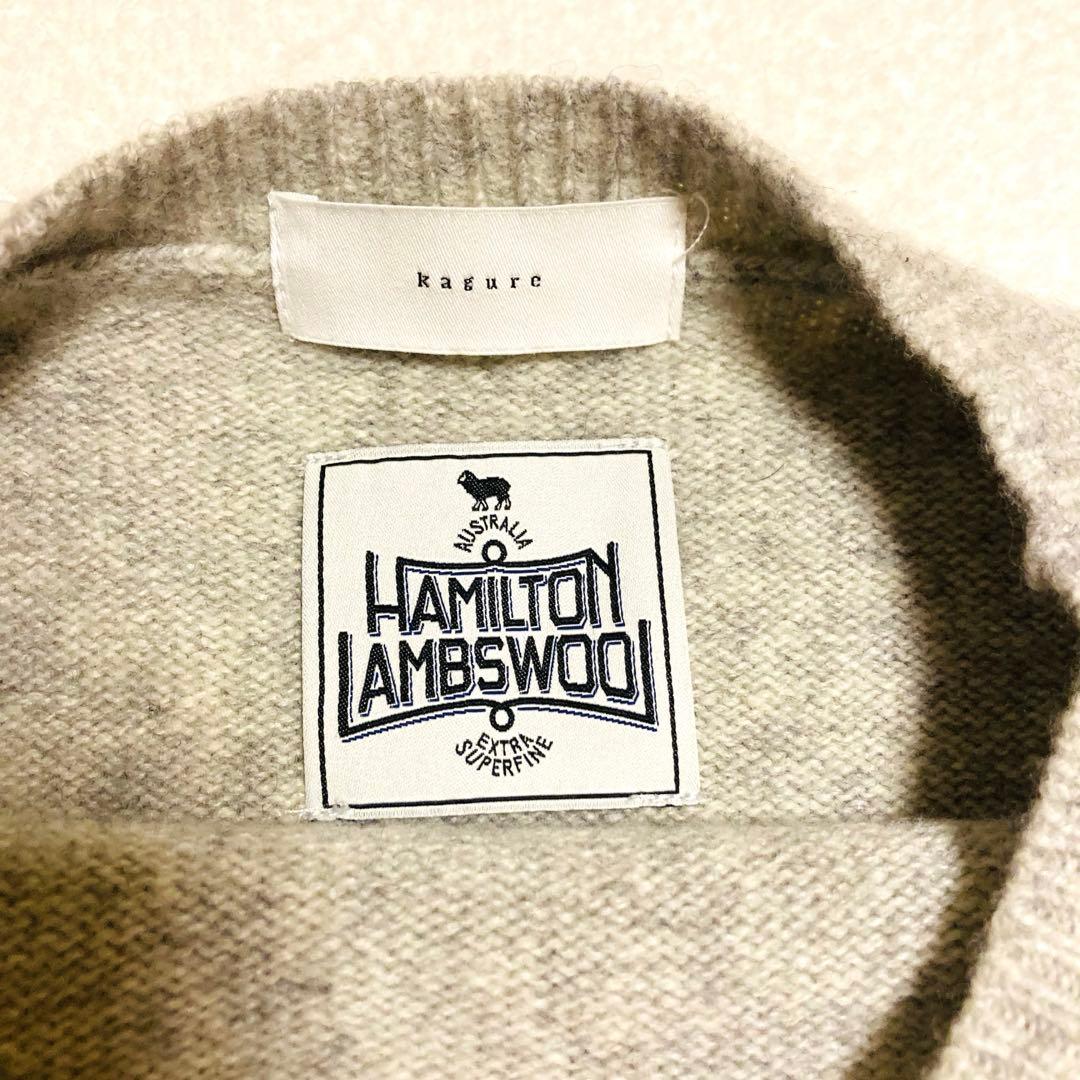 kagure
AUSTRALIA
HAMILTON
LAMBSWOOL
EXTRA
SUPERFINE